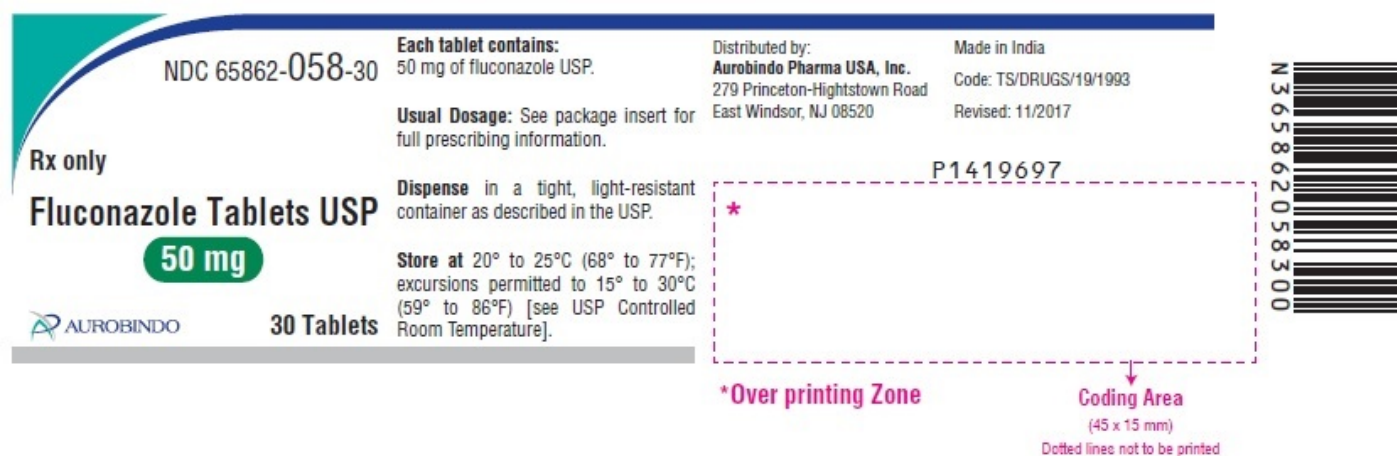 NDC 65862-058-30
Rx only
Fluconazole Tablets USP
50 mg
AUROBINDO
30 Tablets
Each tablet contains:
50 mg of fluconazole USP.
Usual Dosage: See package insert for
full prescribing information.
Dispense in a tight, light-resistant
container as described in the USP.
Store at 20° to 25°C (68° to 77°F);
excursions permitted to 15° to 30°C
(59° to 86°F) [see USP Controlled
Room Temperature].
Distributed by:
Aurobindo Pharma USA, Inc.
279 Princeton-Hightstown Road
East Windsor, NJ 08520
Made in India
Code: TS/DRUGS/19/1993
Revised: 11/2017
P1419697
*
*Over printing Zone
Coding Area
(45 x 15 mm)
Dotted lines not to be printed
N36586205830​0